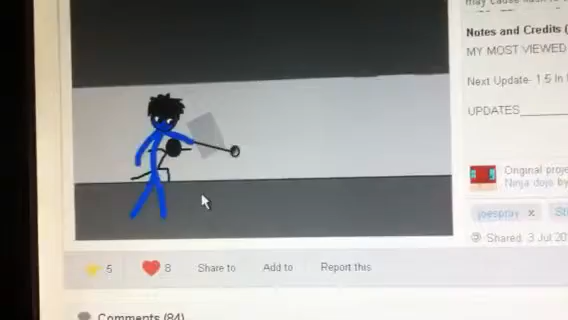 Notes and Credits (
MY MOST VIEWED
Next Update- 1.5 in
UPDATES
Original proje
Ninja dojo by
joespray x
Shared: 3 Jul 20
5
8
Share to
Add to
Report this
Comments (84)